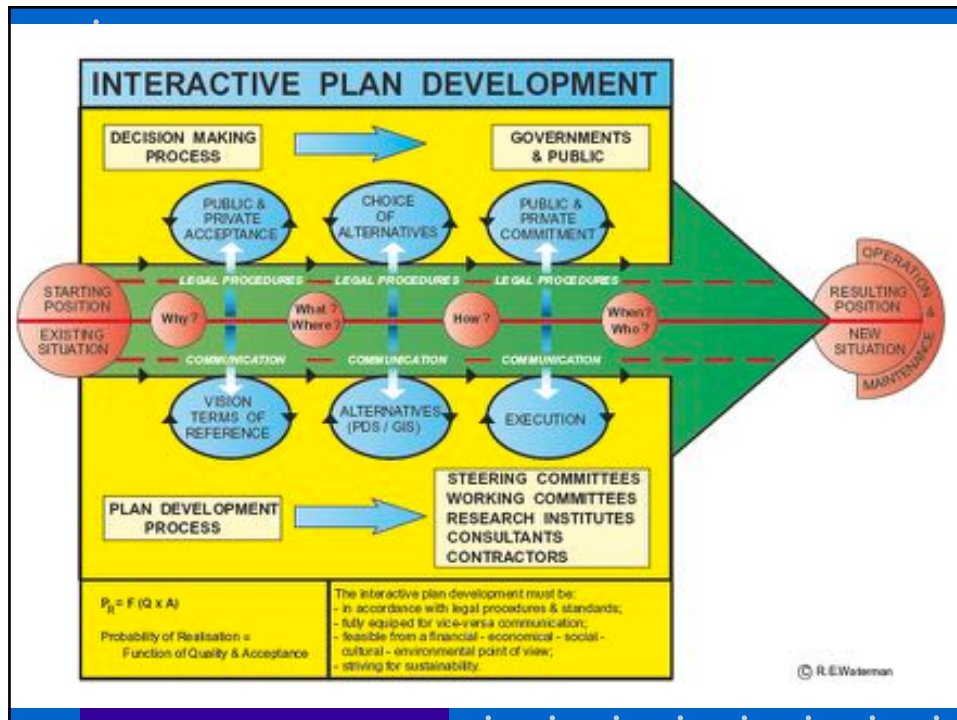 INTERACTIVE PLAN DEVELOPMENT
DECISION MAKING
PROCESS
GOVERNMENTS
& PUBLIC
PUBLIC &
PRIVATE
ACCEPTANCE
CHOICE
OF
ALTERNATIVES
PUBLIC &
PRIVATE
COMMITMENT
LEGAL PROCEDURES
LEGAL PROCEDURES
LEGAL PROCEDURES
STARTING
POSITION
EXISTING
SITUATION
Why?
What?
Where?
How?
When?
Who?
RESULTING
POSITION
NEW
SITUATION
OPERATION &
MAINTENANCE
COMMUNICATION
COMMUNICATION
COMMUNICATION
VISION
TERMS OF
REFERENCE
ALTERNATIVES
(PDS / GIS)
EXECUTION
PLAN DEVELOPMENT
PROCESS
STEERING COMMITTEES
WORKING COMMITTEES
RESEARCH INSTITUTES
CONSULTANTS
CONTRACTORS
PR = F (Q x A)
Probability of Realisation =
Function of Quality & Acceptance
The interactive plan development must be:
- in accordance with legal procedures & standards;
- fully equiped for vice-versa communication;
- feasible from a financial - economical - social -
cultural - environmental point of view;
- striving for sustainability.
© R.E.Waterman